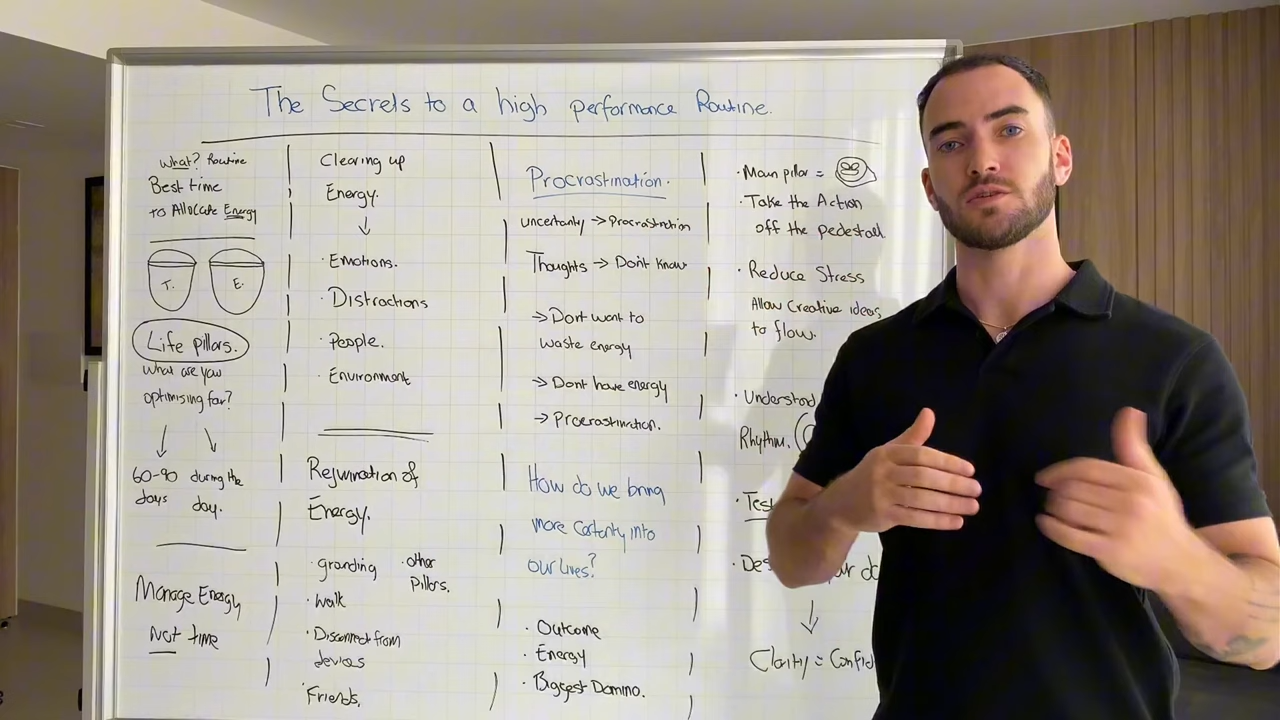 The Secrets to a high performance Routine.
What? Routine
Best time
to Allocate Energy
T. E.
Life pillars.
what are you
optimising for?
60-90 during the
days day.
Manage Energy
Not time
Clearing up
Energy.
· Emotions.
· Distractions
· People.
· Environment
Rejuvination of
Energy.
· grounding · other
Pillars.
· Walk
· Disconnect from
devices
· Friends.
Procrastination.
uncertainty → Procrastination
Thoughts → Don't know
→ Dont want to
waste energy
→ Dont have energy
→ Procrastination.
How do we bring
more certainty into
our lives?
· Outcome
· Energy
· Biggest Domino.
· Main pillar =
· Take the Action
off the pedestall
· Reduce Stress
Allow Creative ideas
to flow.
· Understand
Rhythm.
· Test
Clarity =